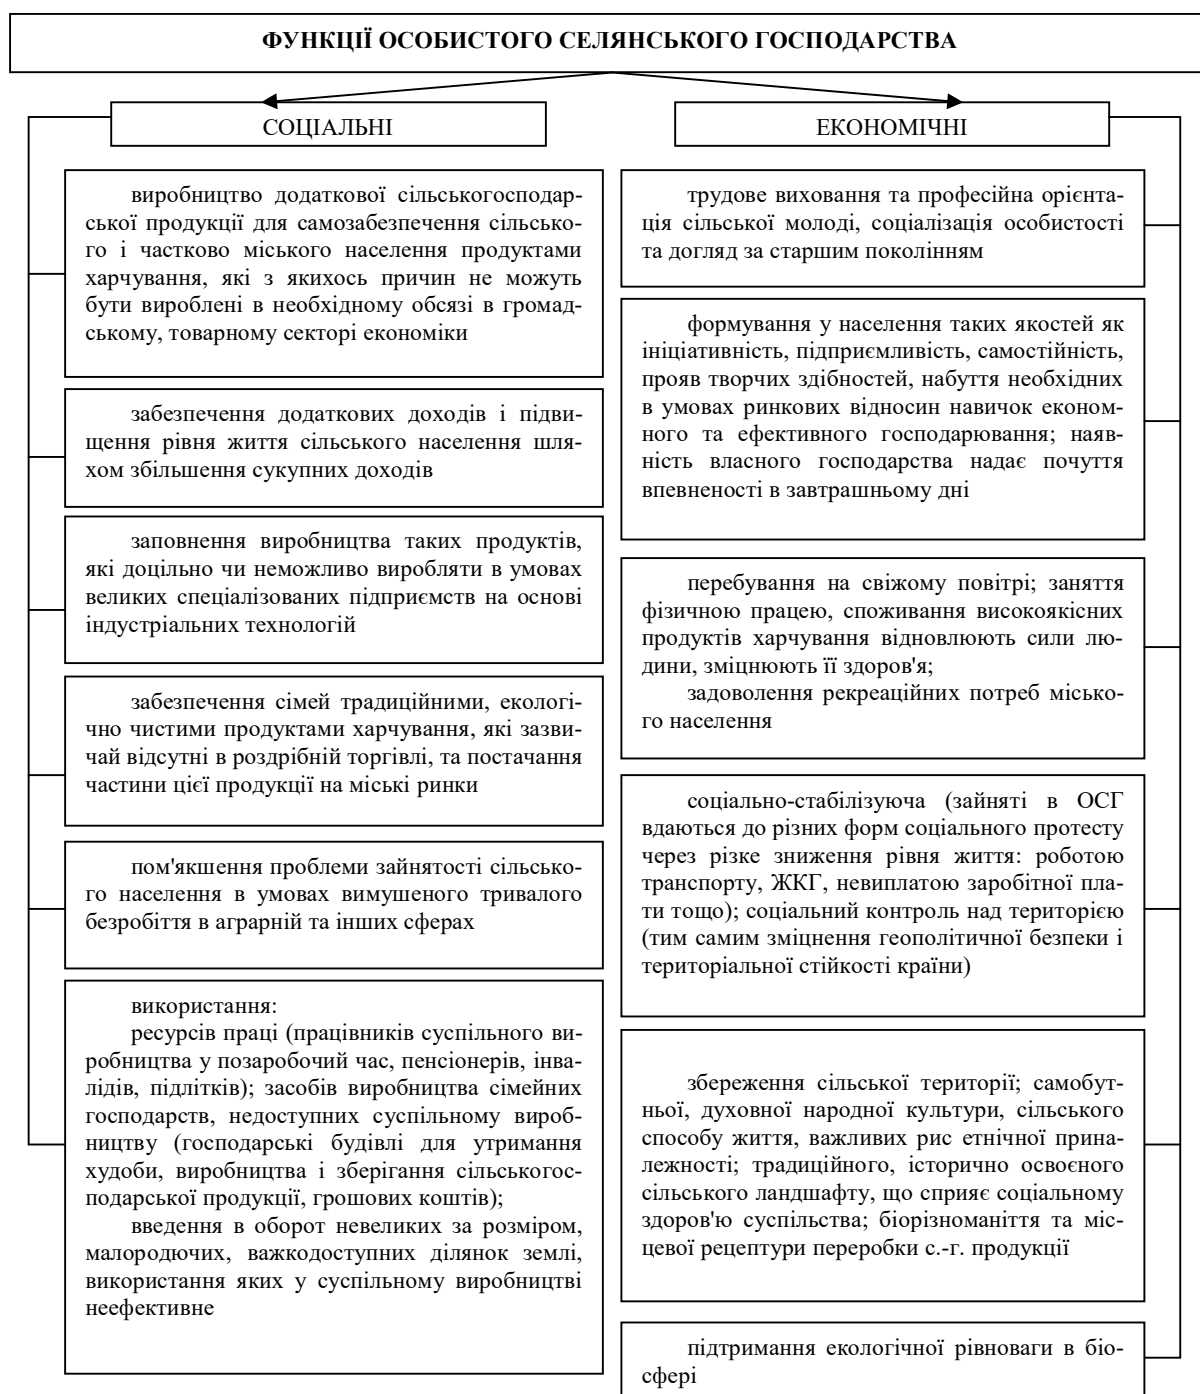 ФУНКЦІЇ ОСОБИСТОГО СЕЛЯНСЬКОГО ГОСПОДАРСТВА
СОЦІАЛЬНІ
виробництво додаткової сільськогосподар-
ської продукції для самозабезпечення сільсько-
го і частково міського населення продуктами
харчування, які з якихось причин не можуть
бути вироблені в необхідному обсязі в громад-
ському, товарному секторі економіки
забезпечення додаткових доходів і підви-
щення рівня життя сільського населення шля-
хом збільшення сукупних доходів
заповнення виробництва таких продуктів,
які доцільно чи неможливо виробляти в умовах
великих спеціалізованих підприємств на основі
індустріальних технологій
забезпечення сімей традиційними, екологі-
чно чистими продуктами харчування, які зазви-
чай відсутні в роздрібній торгівлі, та постачання
частини цієї продукції на міські ринки
пом'якшення проблеми зайнятості сільсько-
го населення в умовах вимушеного тривалого
безробіття в аграрній та інших сферах
використання:
ресурсів праці (працівників суспільного ви-
робництва у позаробочий час, пенсіонерів, інва-
лідів, підлітків); засобів виробництва сімейних
господарств, недоступних суспільному вироб-
ництву (господарські будівлі для утримання
худоби, виробництва і зберігання сільськогос-
подарської продукції, грошових коштів);
введення в оборот невеликих за розміром,
малородючих, важкодоступних ділянок землі,
використання яких у суспільному виробництві
неефективне
ЕКОНОМІЧНІ
трудове виховання та професійна орієнта-
ція сільської молоді, соціалізація особистості
та догляд за старшим поколінням
формування у населення таких якостей як
ініціативність, підприємливість, самостійність,
прояв творчих здібностей, набуття необхідних
в умовах ринкових відносин навичок економ-
ного та ефективного господарювання; наяв-
ність власного господарства надає почуття
впевненості в завтрашньому дні
перебування на свіжому повітрі; заняття
фізичною працею, споживання високоякісних
продуктів харчування відновлюють сили лю-
дини, зміцнюють її здоров'я;
задоволення рекреаційних потреб місько-
го населення
соціально-стабілізуюча (зайняті в ОСГ
вдаються до різних форм соціального протесту
через різке зниження рівня життя: роботою
транспорту, ЖКГ, невиплатою заробітної пла-
ти тощо); соціальний контроль над територією
(тим самим зміцнення геополітичної безпеки і
територіальної стійкості країни)
збереження сільської території; самобут-
ньої, духовної народної культури, сільського
способу життя, важливих рис етнічної прина-
лежності; традиційного, історично освоєного
сільського ландшафту, що сприяє соціальному
здоров'ю суспільства; біорізноманіття та міс-
цевої рецептури переробки с.-г. продукції
підтримання екологічної рівноваги в біо-
сфері